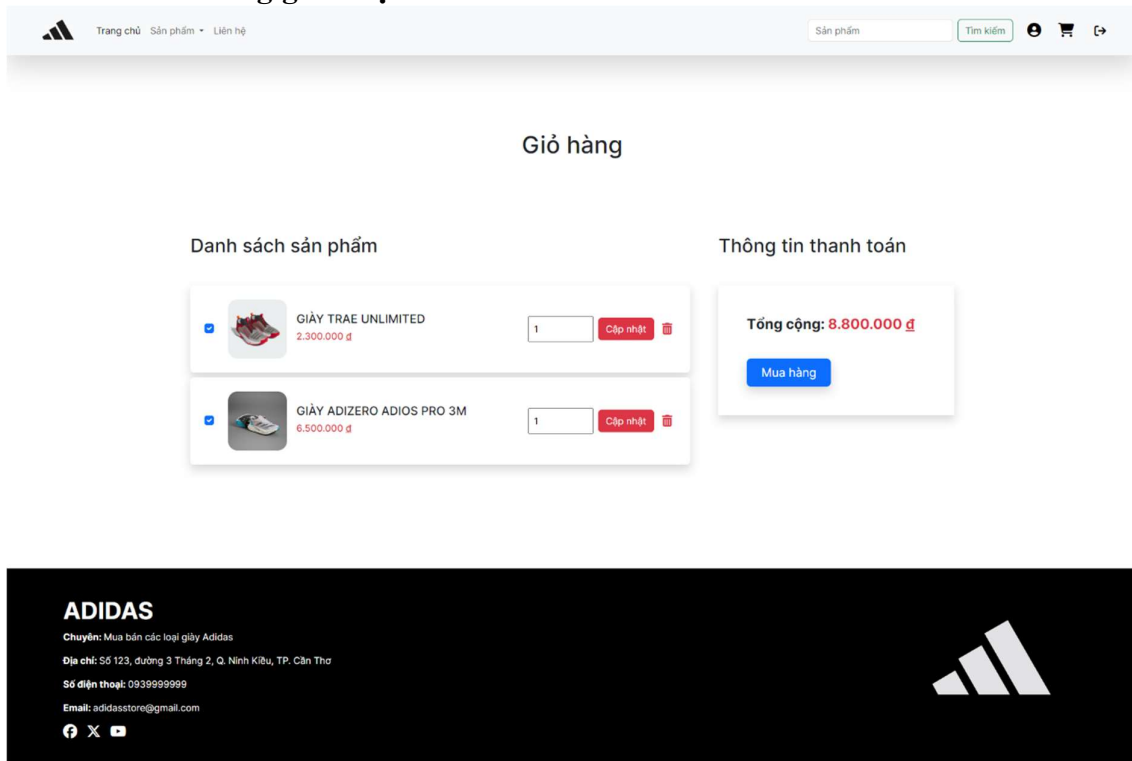 Trang chủ Sản phẩm Liên hệ
Sản phẩm
Tìm kiếm
Giỏ hàng
Danh sách sản phẩm
Thông tin thanh toán
GIÀY TRAE UNLIMITED
2.300.000 ₫
1
Cập nhật
Tổng cộng: 8.800.000 ₫
Mua hàng
GIÀY ADIZERO ADIOS PRO 3M
6.500.000 ₫
1
Cập nhật
ADIDAS
Chuyên: Mua bán các loại giày Adidas
Địa chỉ: Số 123, đường 3 Tháng 2, Q. Ninh Kiều, TP. Cần Thơ
Số điện thoại: 0939999999
Email: adidasstore@gmail.com